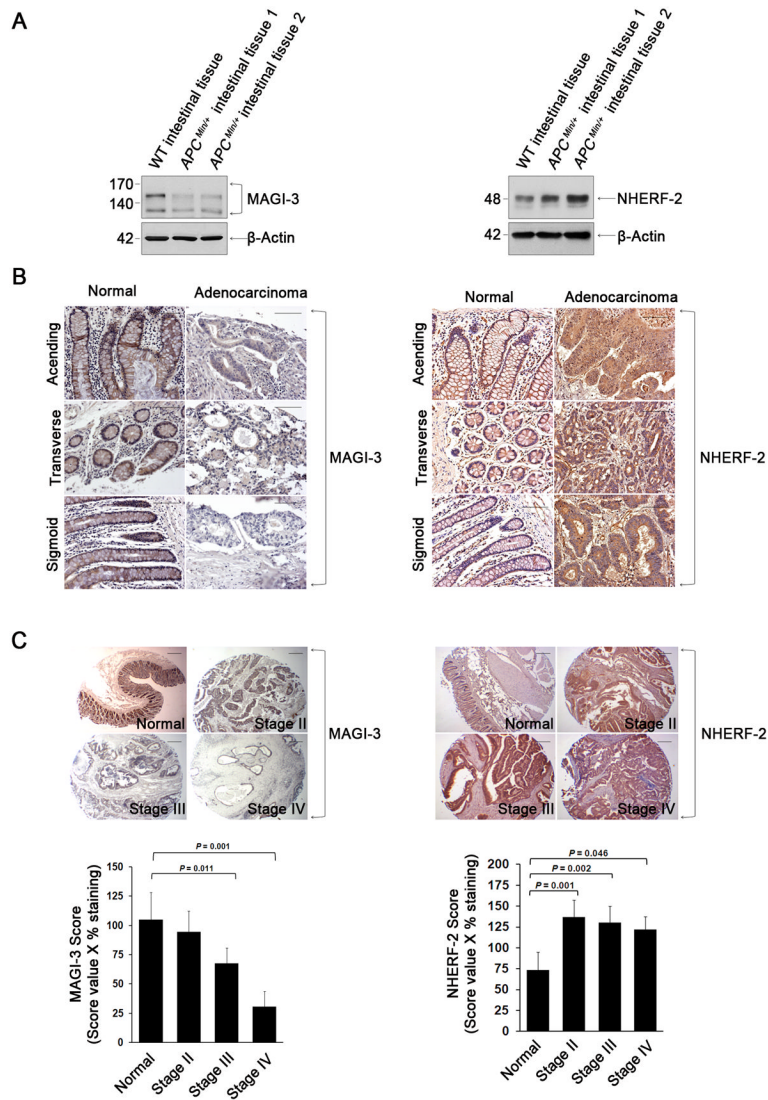 A
WT intestinal tissue
APC Min/+ intestinal tissue 1
APC Min/+ intestinal tissue 2
170
140
MAGI-3
42
β-Actin
WT intestinal tissue
APC Min/+ intestinal tissue 1
APC Min/+ intestinal tissue 2
48
NHERF-2
42
β-Actin
B
Normal
Adenocarcinoma
Acending
Transverse
Sigmoid
MAGI-3
Normal
Adenocarcinoma
Acending
Transverse
Sigmoid
NHERF-2
C
Normal
Stage II
Stage III
Stage IV
MAGI-3
Normal
Stage II
Stage III
Stage IV
NHERF-2
P = 0.001
P = 0.011
MAGI-3 Score
(Score value X % staining)
150
125
100
75
50
25
0
Normal
Stage II
Stage III
Stage IV
P = 0.046
P = 0.002
P = 0.001
NHERF-2 Score
(Score value X % staining)
200
175
150
125
100
75
50
25
0
Normal
Stage II
Stage III
Stage IV